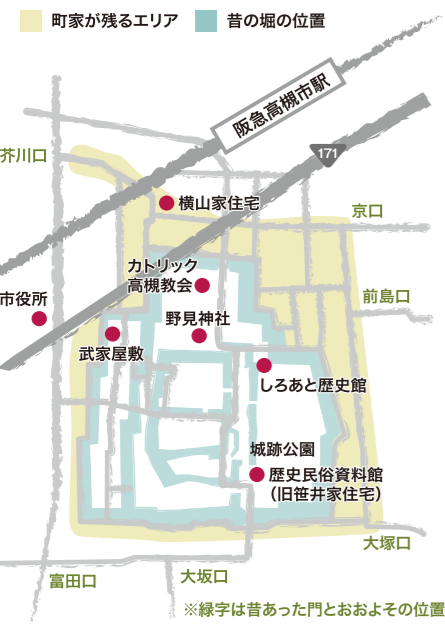 町家が残るエリア
昔の堀の位置
阪急高槻市駅
171
芥川口
横山家住宅
京口
カトリック
高槻教会
市役所
前島口
野見神社
武家屋敷
しろあと歴史館
城跡公園
歴史民俗資料館
(旧笹井家住宅)
大塚口
富田口
大坂口
※緑字は昔あった門とおおよその位置